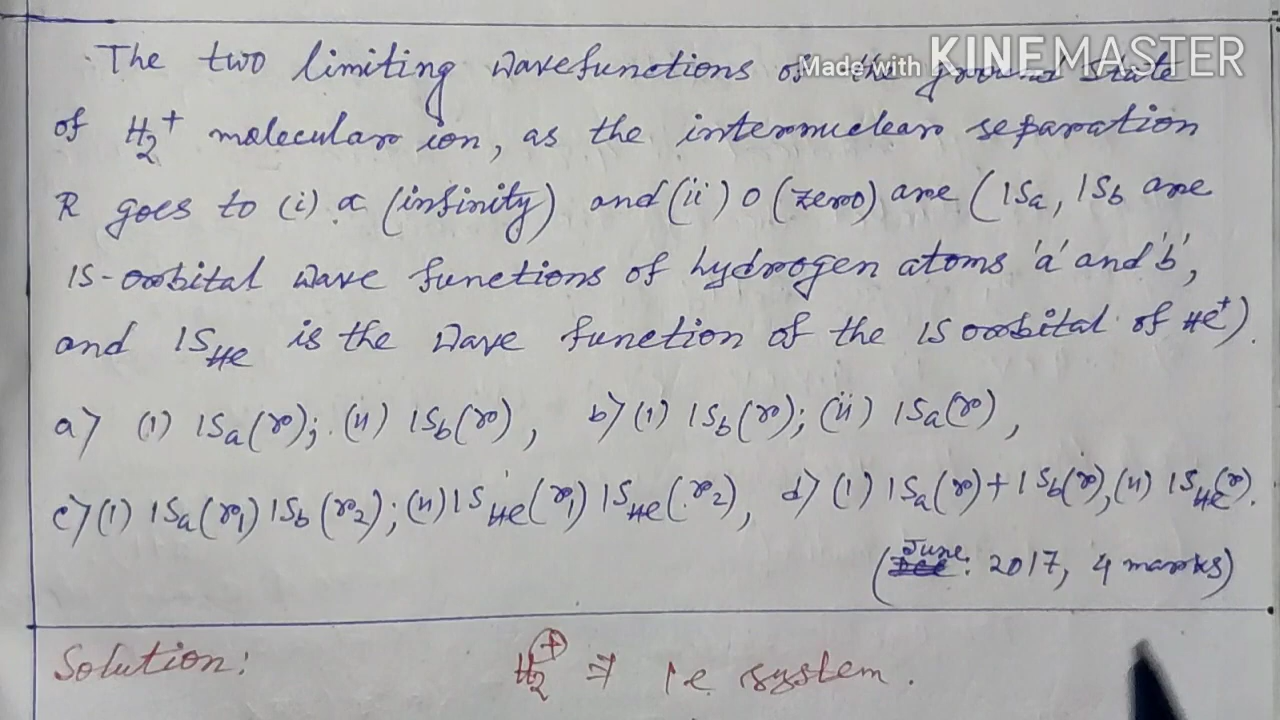 The two limiting wavefunctions of the ground state
Made with KINEMASTER
of H2+ molecular ion, as the internuclear separation
R goes to (i) ∝ (infinity) and (ii) 0 (zero) are (1Sa, 1Sb are
1S-orbital wave functions of hydrogen atoms 'a' and 'b',
and 1SHe is the wave function of the 1S orbital of He+).
a) (i) 1Sa(r); (ii) 1Sb(r), b) (i) 1Sb(r); (ii) 1Sa(r),
c) (i) 1Sa(r1) 1Sb(r2); (ii) 1SHe(r1) 1SHe(r2), d) (i) 1Sa(r) + 1Sb(r), (ii) 1SHe(r).
(June: 2017, 4 marks)
Solution: H2+ ⇒ 1e system.